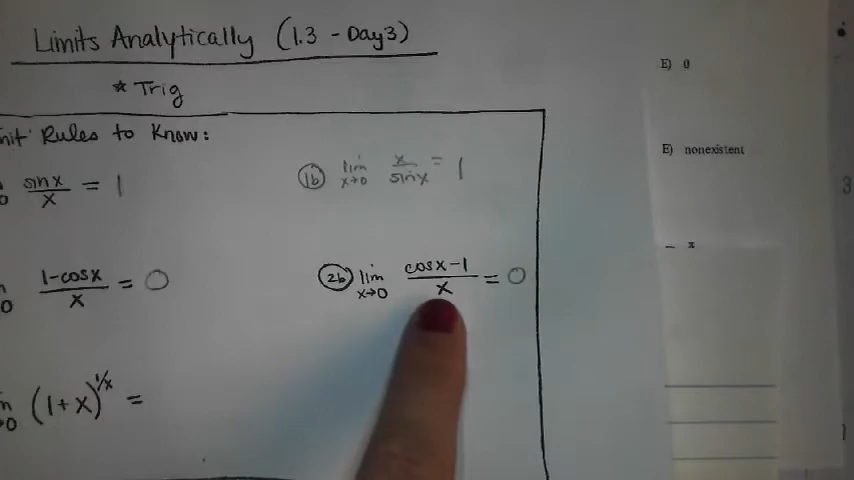 Limits Analytically (1.3 - Day3)
* Trig
Rules to Know:
sinx/x = 1
1b lim x→0 x/sinx = 1
1-cosx/x = 0
2b lim x→0 cosx-1/x = 0
(1+x)^1/x =
E) 0
E) nonexistent
π
3